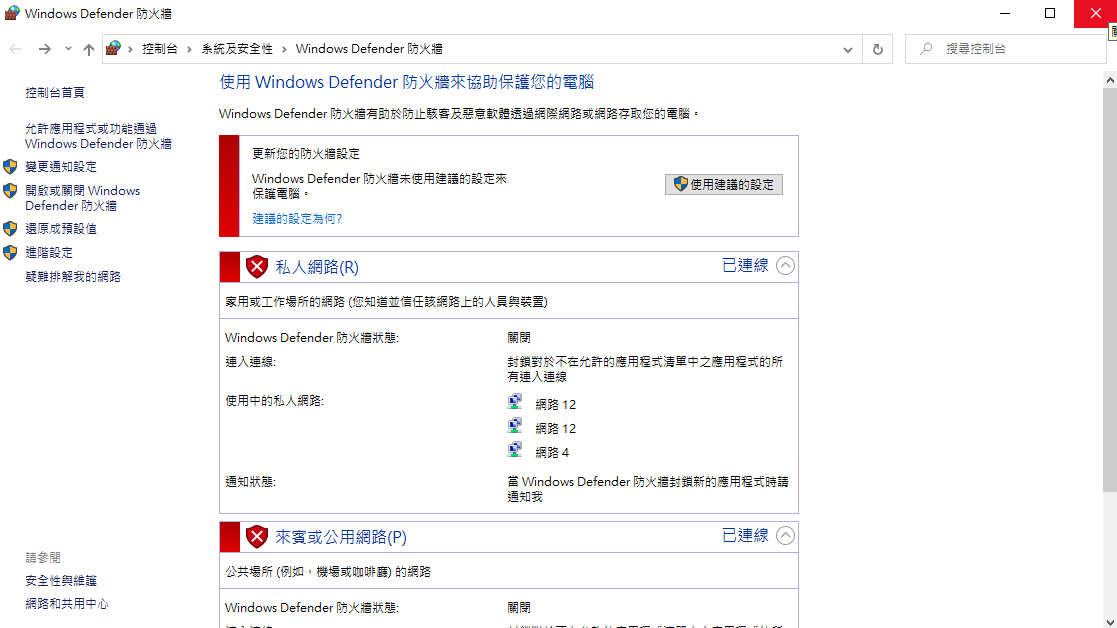 Windows Defender 防火牆
控制台 › 系統及安全性 › Windows Defender 防火牆
搜尋控制台
控制台首頁
允許應用程式或功能通過
Windows Defender 防火牆
變更通知設定
開啟或關閉 Windows
Defender 防火牆
還原成預設值
進階設定
疑難排解我的網路
請參閱
安全性與維護
網路和共用中心
使用 Windows Defender 防火牆來協助保護您的電腦
Windows Defender 防火牆有助於防止駭客及惡意軟體透過網際網路或網路存取您的電腦。
更新您的防火牆設定
Windows Defender 防火牆未使用建議的設定來
保護電腦。
使用建議的設定
建議的設定為何?
私人網路(R) 已連線
家用或工作場所的網路 (您知道並信任該網路上的人員與裝置)
Windows Defender 防火牆狀態: 關閉
連入連線: 封鎖對於不在允許的應用程式清單中之應用程式的所
有連入連線
使用中的私人網路: 網路 12
網路 12
網路 4
通知狀態: 當 Windows Defender 防火牆封鎖新的應用程式時請
通知我
來賓或公用網路(P) 已連線
公共場所 (例如，機場或咖啡廳) 的網路
Windows Defender 防火牆狀態: 關閉